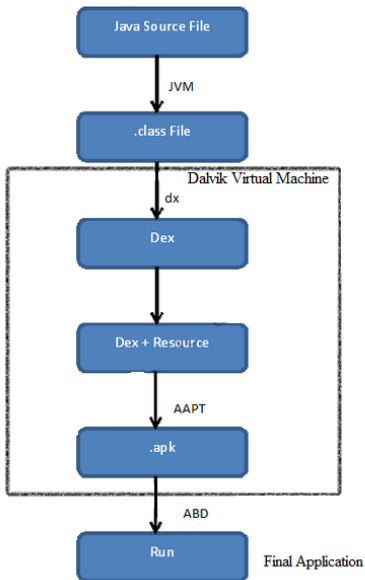 Java Source File
JVM
.class File
Dalvik Virtual Machine
dx
Dex
Dex + Resource
AAPT
.apk
ABD
Run
Final Application